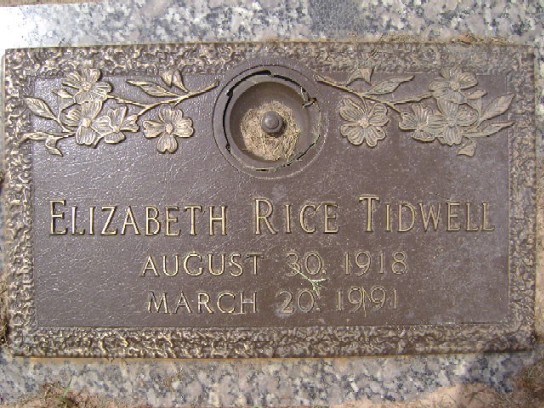 ELIZABETH RICE TIDWELL
AUGUST 30, 1918
MARCH 20, 1991